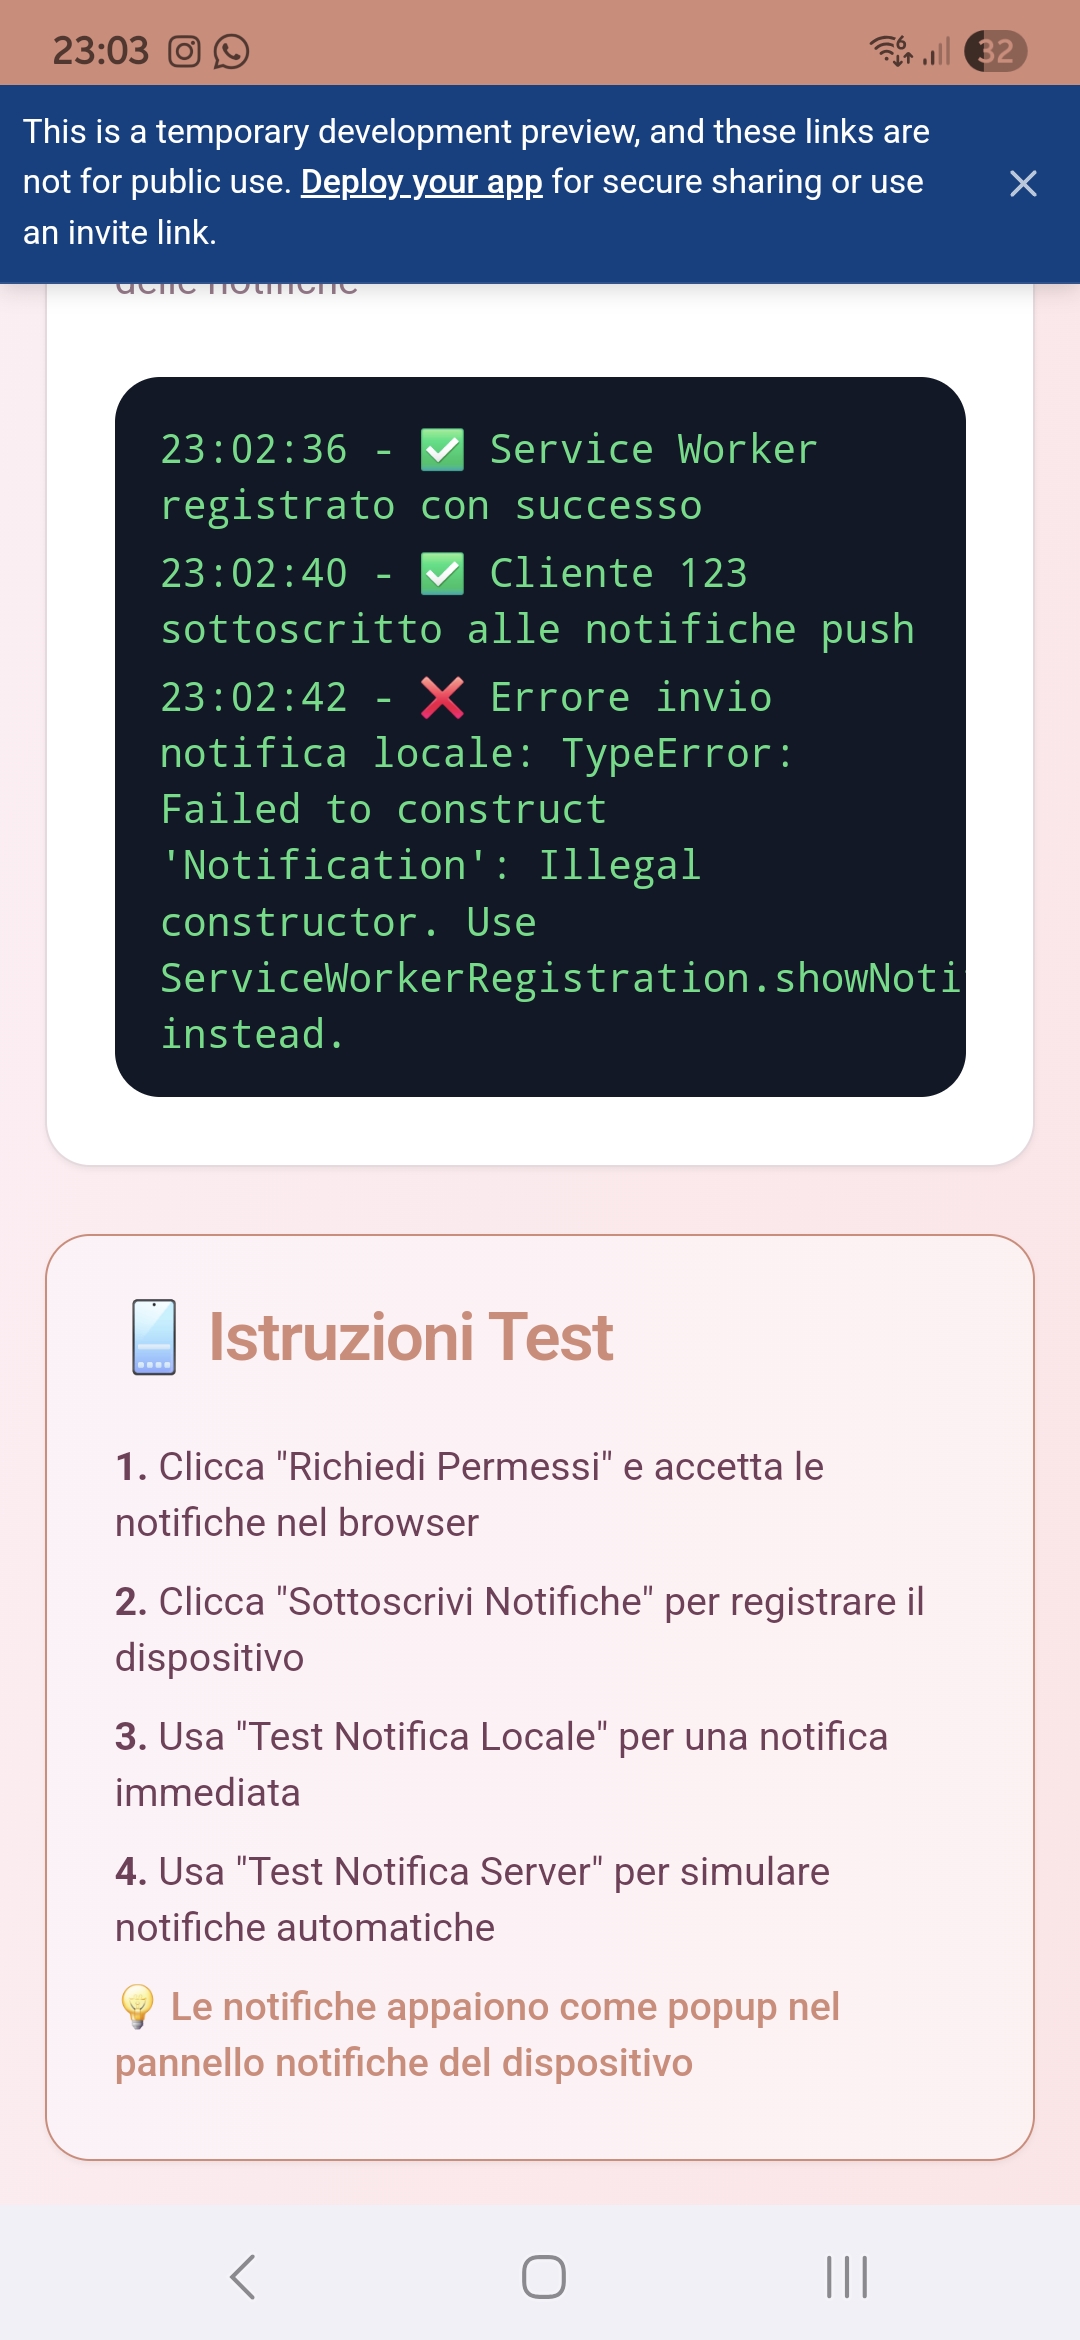 23:03
6
32
This is a temporary development preview, and these links are
not for public use. Deploy your app for secure sharing or use
an invite link.
delle notifiche
23:02:36 - ✅ Service Worker
registrato con successo
23:02:40 - ✅ Cliente 123
sottoscritto alle notifiche push
23:02:42 - ❌ Errore invio
notifica locale: TypeError:
Failed to construct
'Notification': Illegal
constructor. Use
ServiceWorkerRegistration.showNoti
instead.
Istruzioni Test
1. Clicca "Richiedi Permessi" e accetta le
notifiche nel browser
2. Clicca "Sottoscrivi Notifiche" per registrare il
dispositivo
3. Usa "Test Notifica Locale" per una notifica
immediata
4. Usa "Test Notifica Server" per simulare
notifiche automatiche
💡 Le notifiche appaiono come popup nel
pannello notifiche del dispositivo